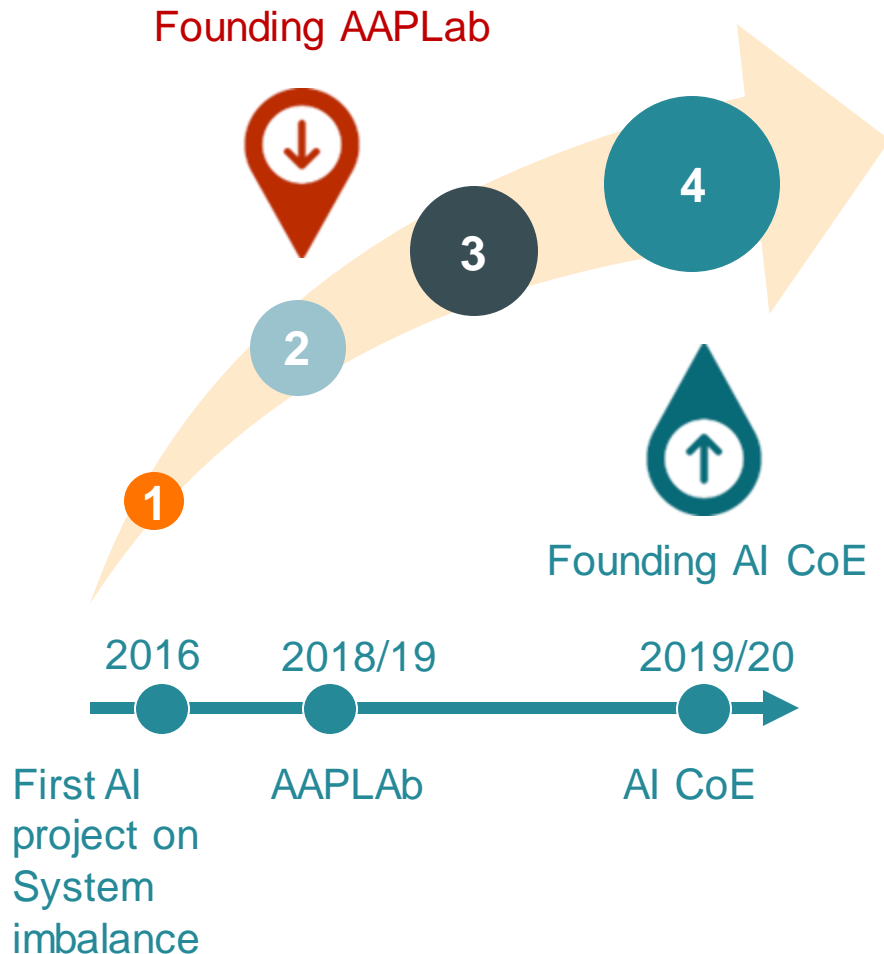 Founding AAPLab
4
3
2
1
Founding AI CoE
2016
2018/19
2019/20
First AI
project on
System
imbalance
AAPLAb
AI CoE